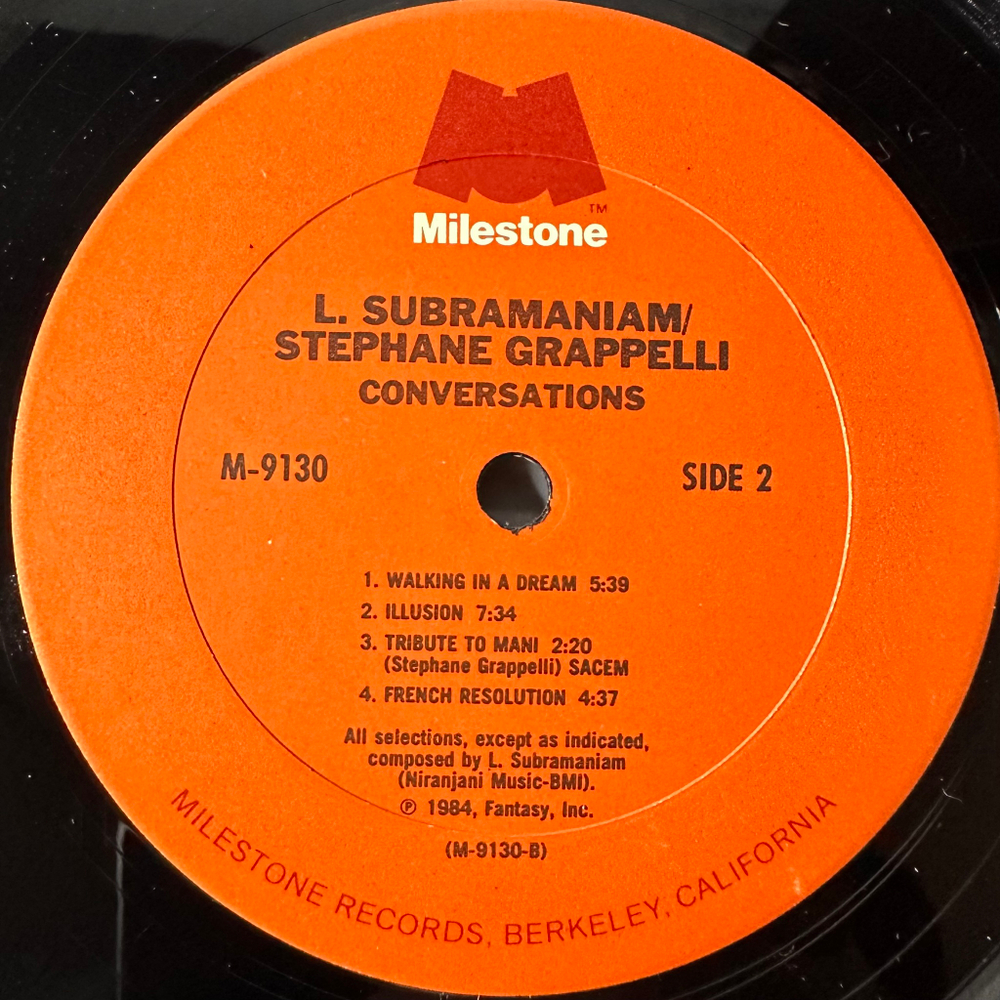 TM
Milestone
L. SUBRAMANIAM/
STEPHANE GRAPPELLI
CONVERSATIONS
M-9130
SIDE 2
1. WALKING IN A DREAM 5:39
2. ILLUSION 7:34
3. TRIBUTE TO MANI 2:20
(Stephane Grappelli) SACEM
4. FRENCH RESOLUTION 4:37
All selections, except as indicated,
composed by L. Subramaniam
(Niranjani Music-BMI).
℗ 1984, Fantasy, Inc.
(M-9130-B)
MILESTONE RECORDS, BERKELEY, CALIFORNIA